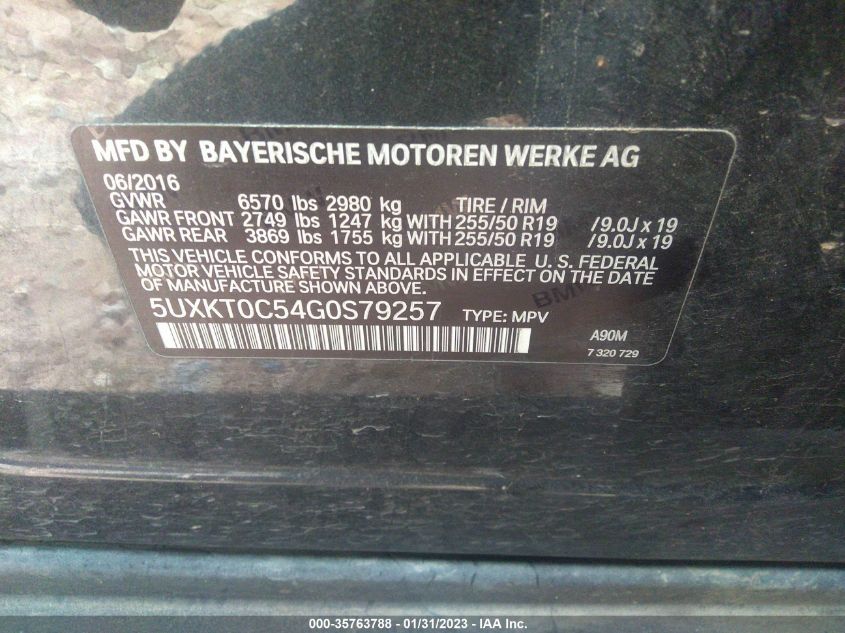 MFD BY BAYERISCHE MOTOREN WERKE AG
06/2016
GVWR 6570 lbs 2980 kg TIRE / RIM
GAWR FRONT 2749 lbs 1247 kg WITH 255/50 R19 /9.0J x 19
GAWR REAR 3869 lbs 1755 kg WITH 255/50 R19 /9.0J x 19
THIS VEHICLE CONFORMS TO ALL APPLICABLE U. S. FEDERAL
MOTOR VEHICLE SAFETY STANDARDS IN EFFECT ON THE DATE
OF MANUFACTURE SHOWN ABOVE.
5UXKT0C54G0S79257 TYPE: MPV
A90M
7 320 729
000-35763788 - 01/31/2023 - IAA Inc.